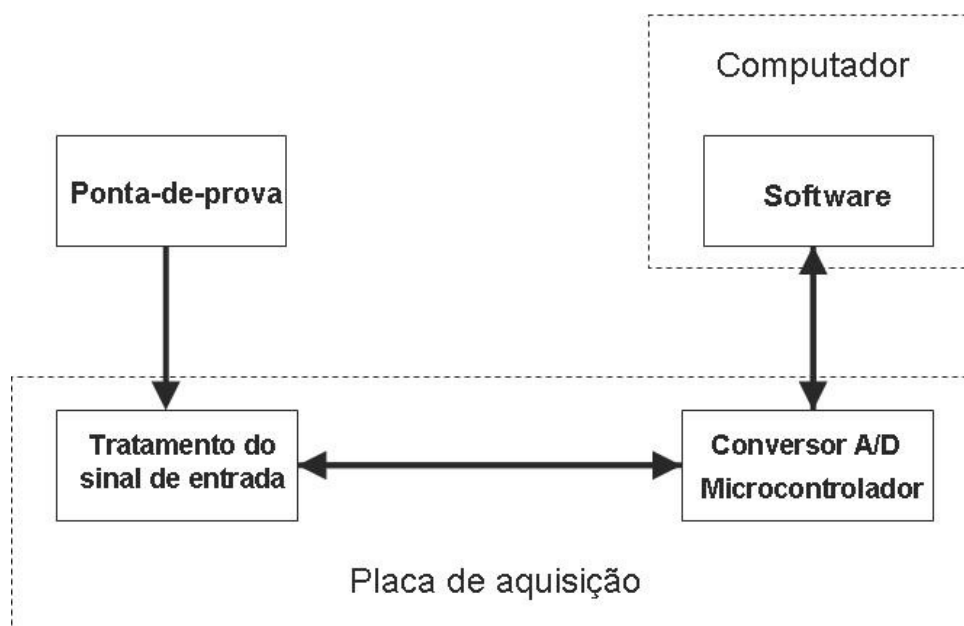 Computador
Ponta-de-prova
Software
Tratamento do
sinal de entrada
Conversor A/D
Microcontrolador
Placa de aquisição